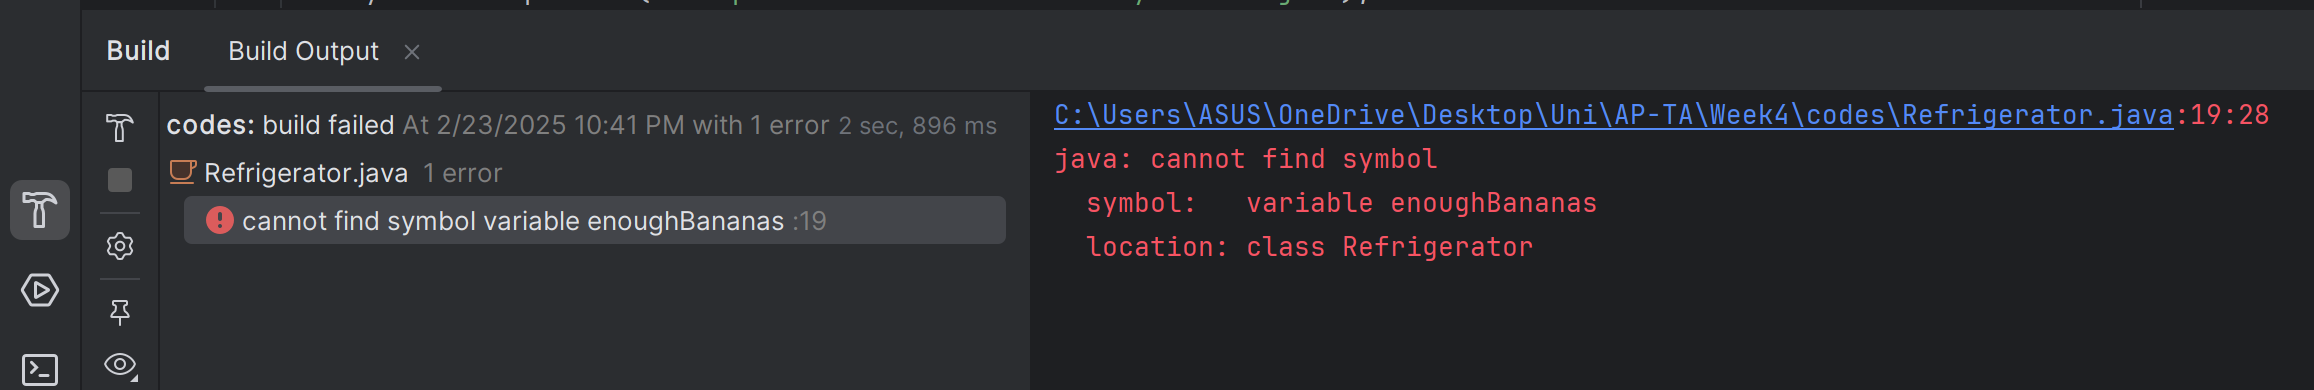 Build Build Output
codes: build failed At 2/23/2025 10:41 PM with 1 error 2 sec, 896 ms
Refrigerator.java 1 error
cannot find symbol variable enoughBananas :19
C:\Users\ASUS\OneDrive\Desktop\Uni\AP-TA\Week4\codes\Refrigerator.java:19:28
java: cannot find symbol
symbol: variable enoughBananas
location: class Refrigerator